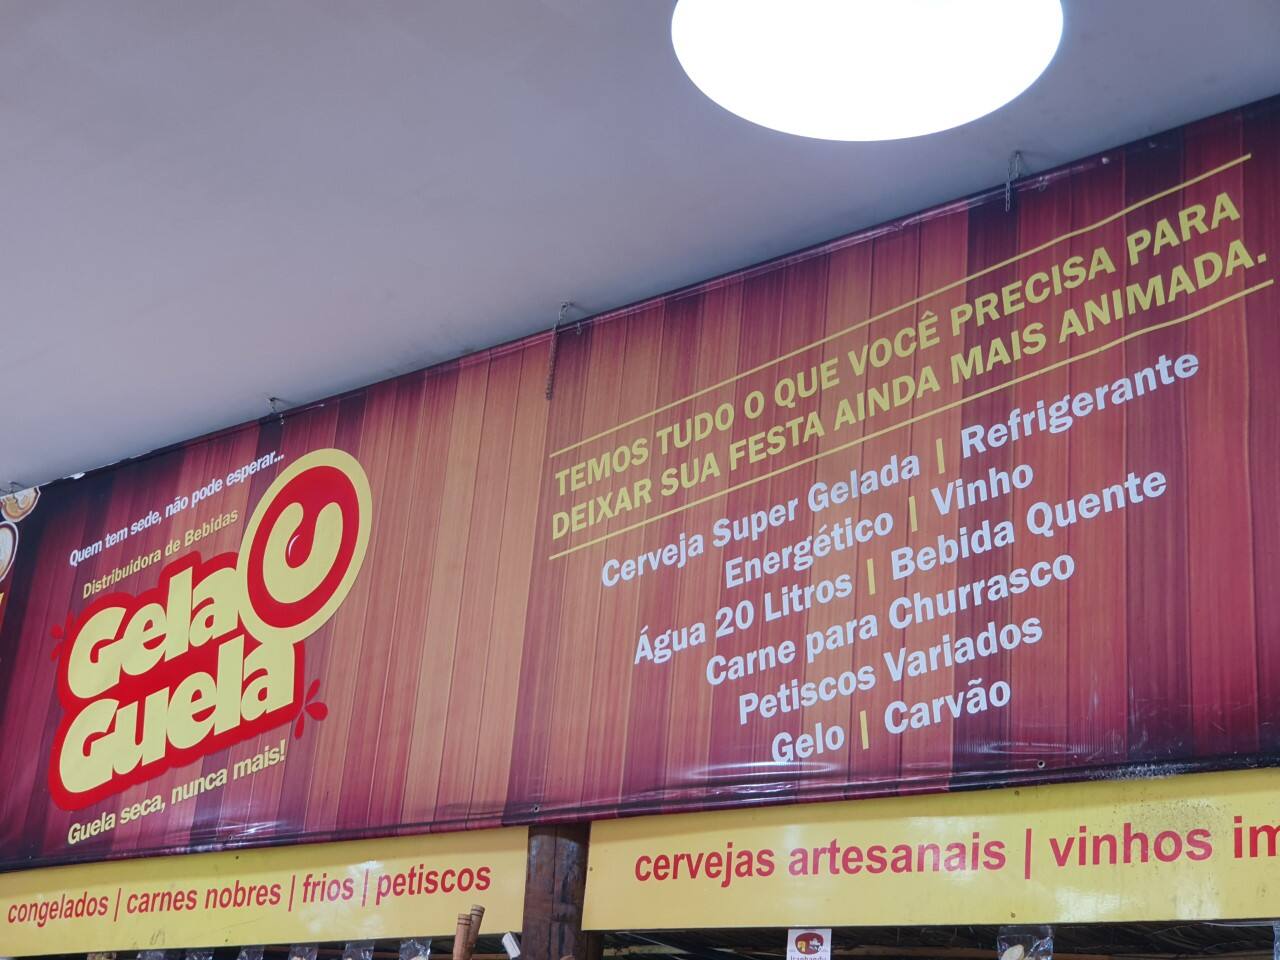 Quem tem sede, não pode esperar...
Distribuidora de Bebidas
Gela
Guela
Guela seca, nunca mais!
TEMOS TUDO O QUE VOCÊ PRECISA PARA
DEIXAR SUA FESTA AINDA MAIS ANIMADA.
Cerveja Super Gelada | Refrigerante
Energético | Vinho
Água 20 Litros | Bebida Quente
Carne para Churrasco
Petiscos Variados
Gelo | Carvão
congelados | carnes nobres | frios | petiscos
cervejas artesanais | vinhos im